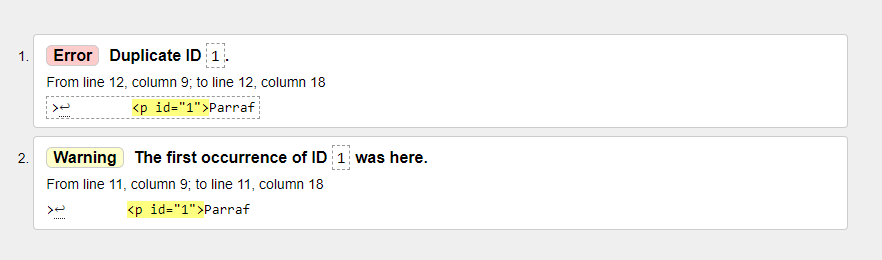 1. Error Duplicate ID 1.
From line 12, column 9; to line 12, column 18
>↩ <p id="1">Parraf
2. Warning The first occurrence of ID 1 was here.
From line 11, column 9; to line 11, column 18
>↩ <p id="1">Parraf